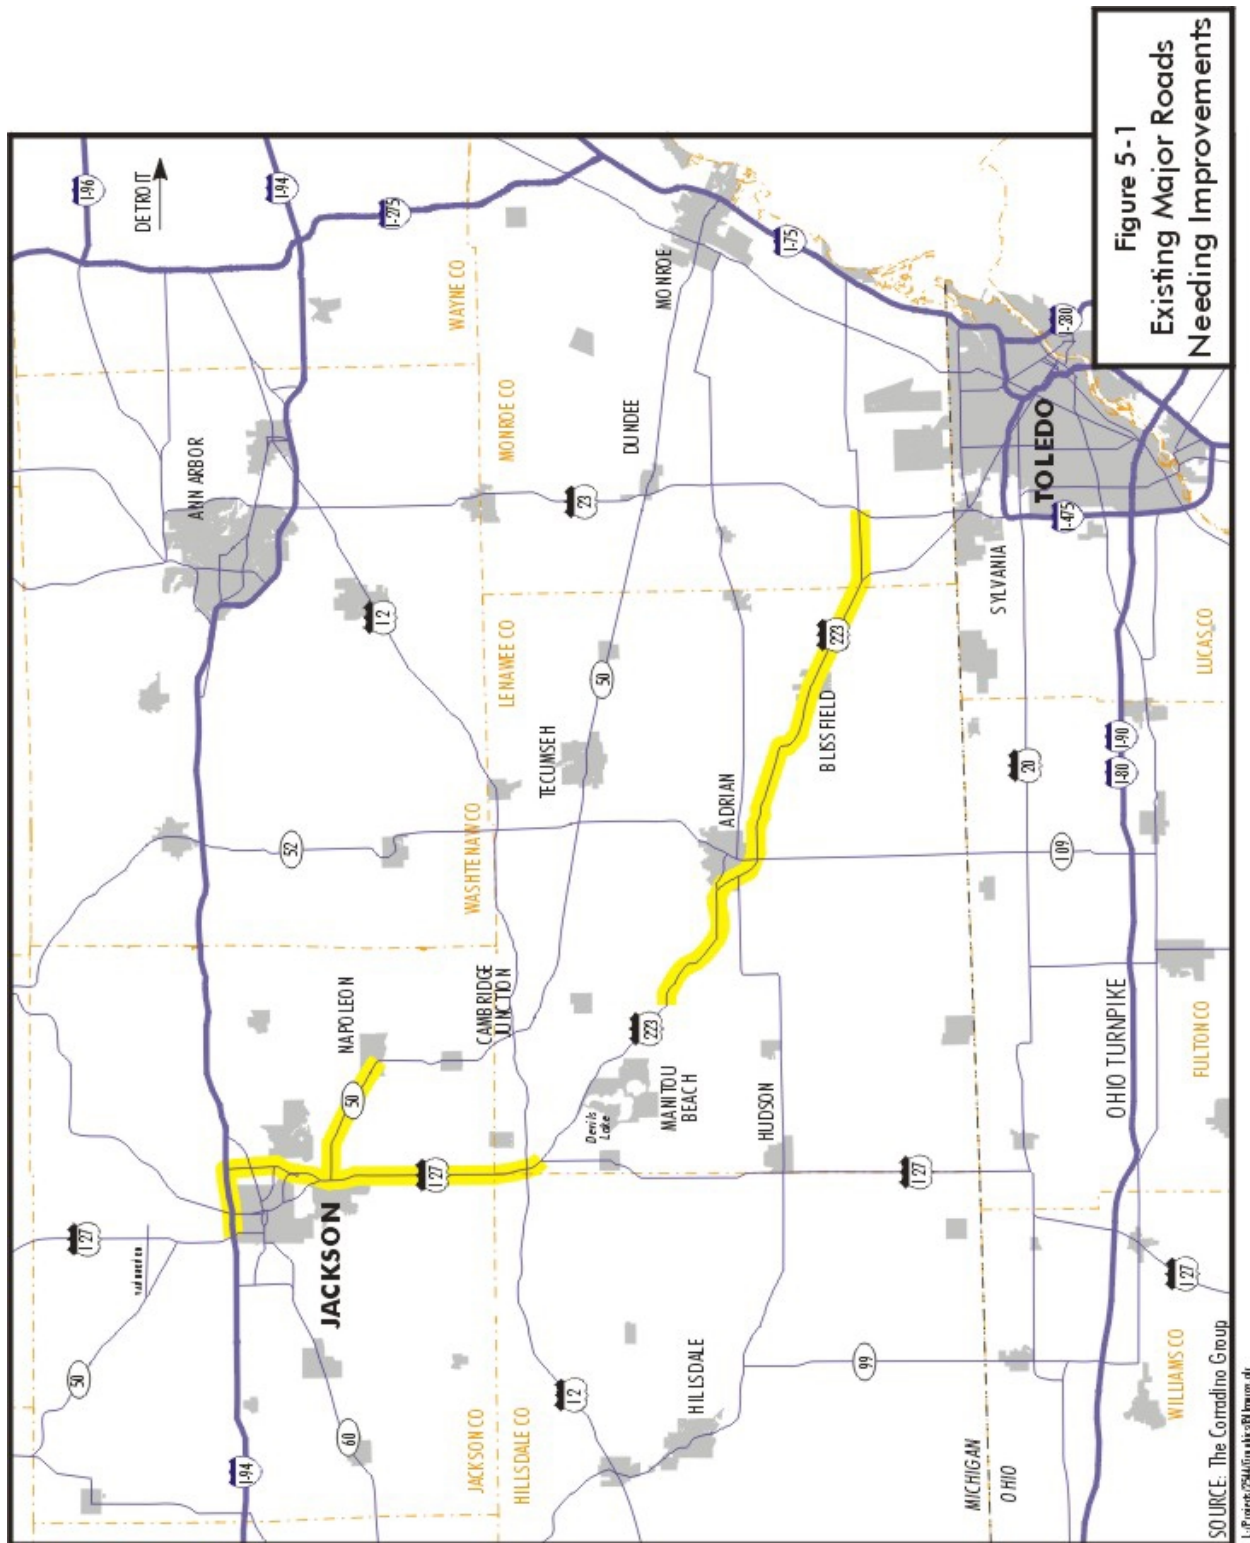 Figure 5-1
Existing Major Roads
Needing Improvements
I-96
DETROIT
I-94
I-275
WAYNE CO
MONROE
I-75
I-280
ANN ARBOR
MONROE CO
DUNDEE
23
TOLEDO
I-475
12
LENAWEE CO
50
223
SYLVANIA
LUCAS CO
TECUMSEH
BLISSFIELD
I-90
I-80
20
52
WASHTENAW CO
ADRIAN
109
NAPOLEON
CAMBRIDGE
JUNCTION
223
OHIO TURNPIKE
FULTON CO
50
Devils
Lake
MANITOU
BEACH
HUDSON
127
127
127
JACKSON
127
50
I-94
60
JACKSON CO
HILLSDALE CO
12
HILLSDALE
99
MICHIGAN
OHIO
WILLIAMS CO
SOURCE: The Corradino Group